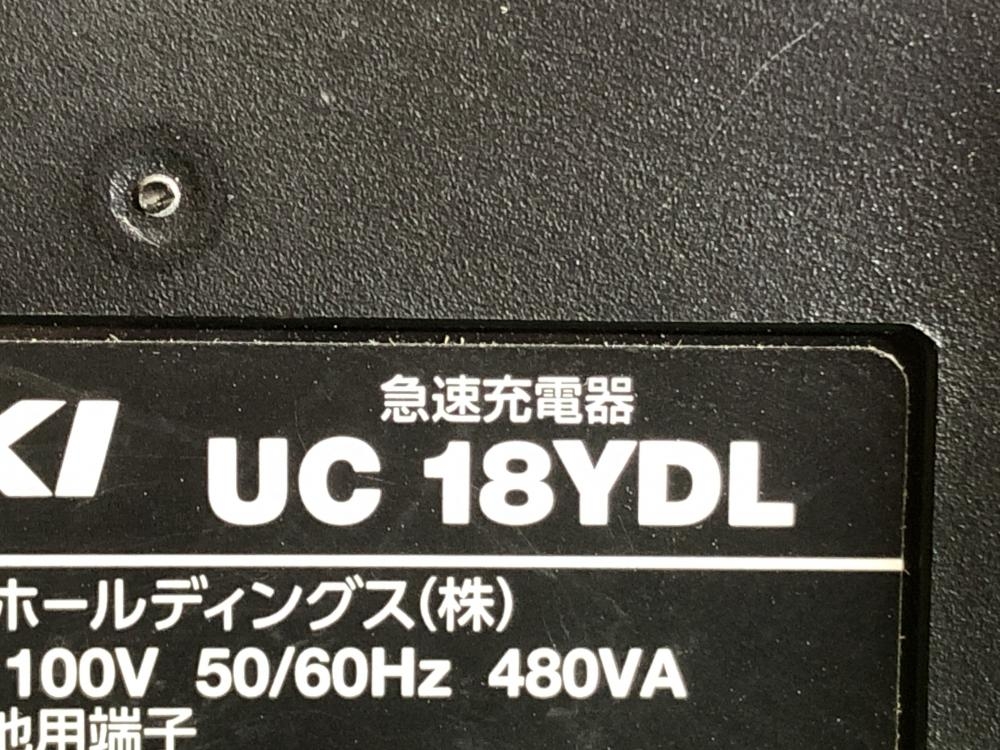 急速充電器
KI UC 18YDL
ホールディングス(株)
100V 50/60Hz 480VA
池用端子